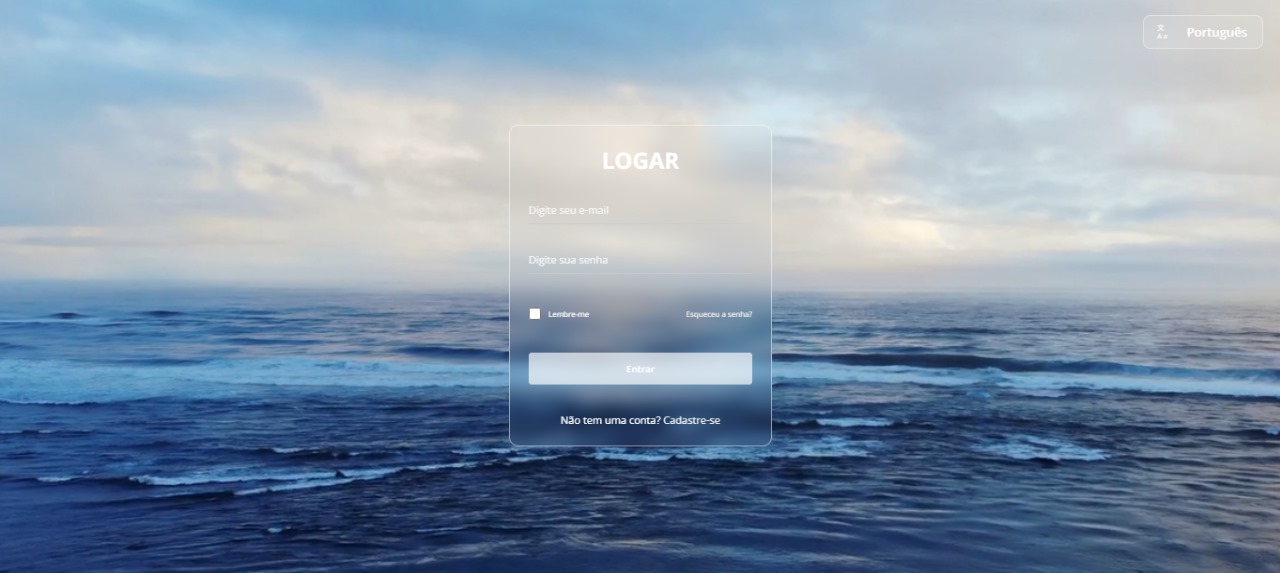 Português
LOGAR
Digite seu e-mail
Digite sua senha
Lembre-me
Esqueceu a senha?
Entrar
Não tem uma conta? Cadastre-se